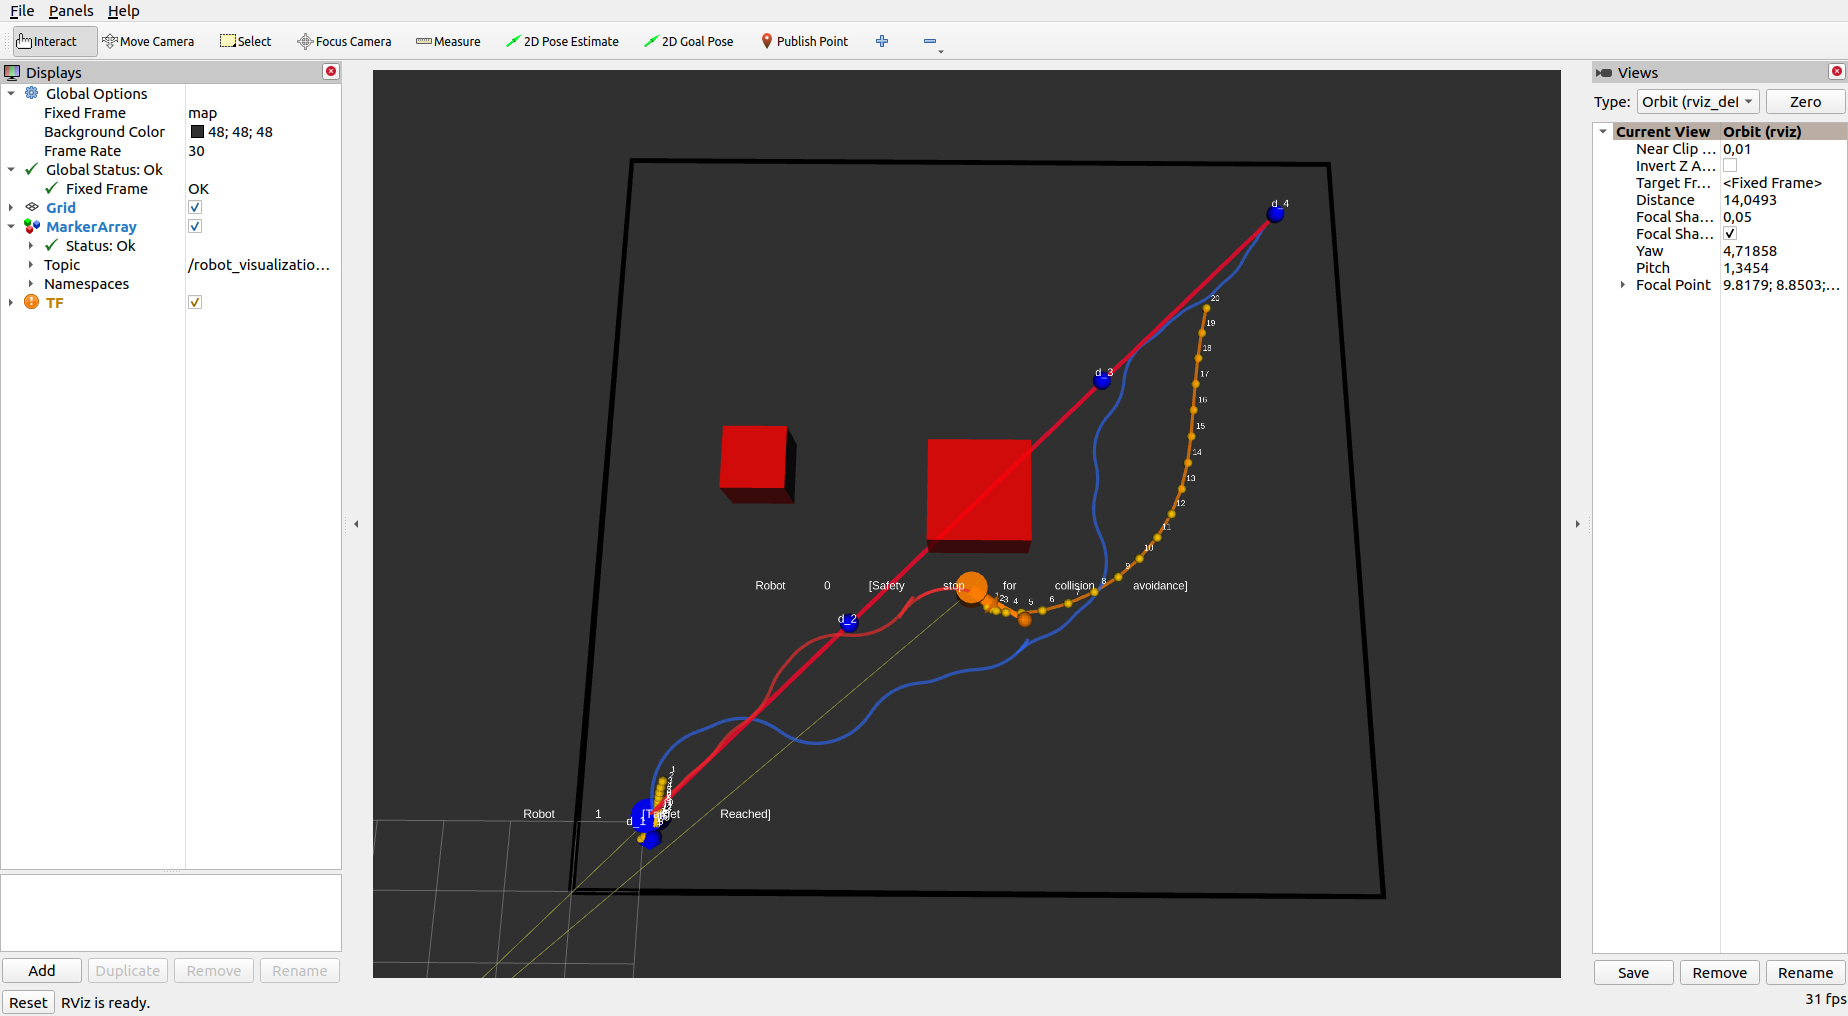 File Panels Help
Interact Move Camera Select Focus Camera Measure 2D Pose Estimate 2D Goal Pose Publish Point
Displays
Global Options
Fixed Frame map
Background Color 48; 48; 48
Frame Rate 30
Global Status: Ok
Fixed Frame OK
Grid
MarkerArray
Status: Ok
Topic /robot_visualizatio...
Namespaces
TF
Add Duplicate Remove Rename
Reset RViz is ready.
d_4
20
19
18
17
d_3
16
15
14
13
12
11
10
9
8
7
Robot 0 [Safety stop for collision avoidance]
6
5
4
3
2
d_2
1
Robot 1 [Target Reached]
d_1
Views
Type: Orbit (rviz_def Zero
Current View Orbit (rviz)
Near Clip ... 0,01
Invert Z A...
Target Fr... <Fixed Frame>
Distance 14,0493
Focal Sha... 0,05
Focal Sha...
Yaw 4,71858
Pitch 1,3454
Focal Point 9.8179; 8.8503;...
Save Remove Rename
31 fps